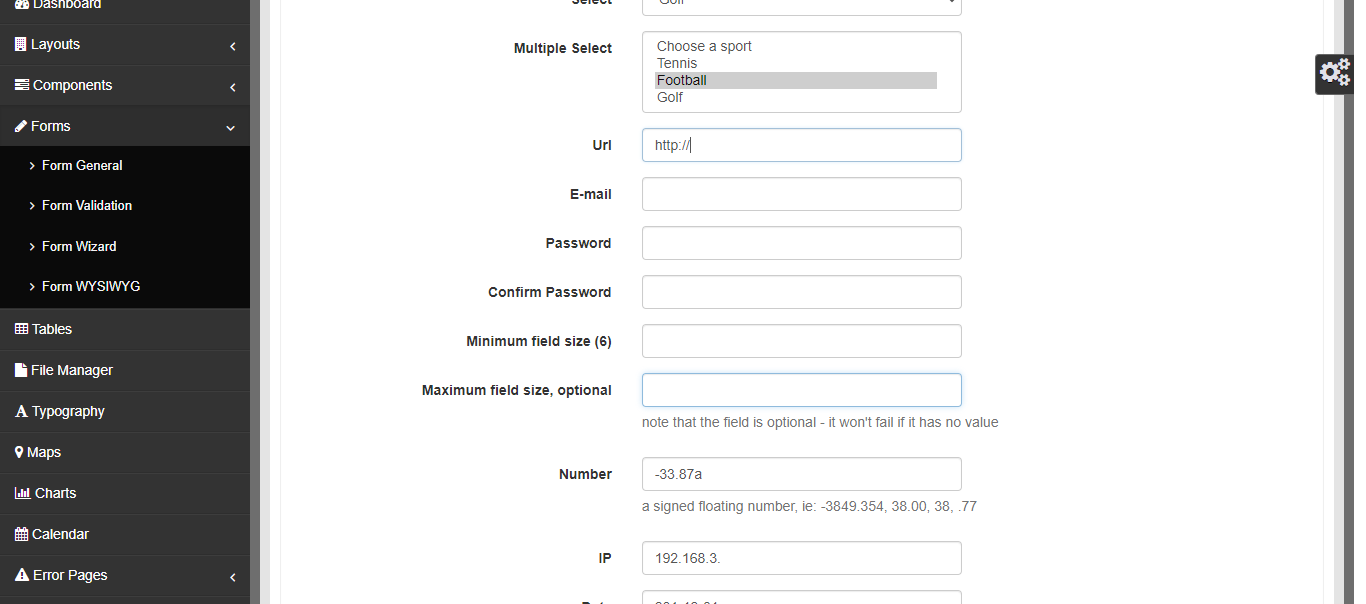 Dashboard
Layouts
Components
Forms
Form General
Form Validation
Form Wizard
Form WYSIWYG
Tables
File Manager
Typography
Maps
Charts
Calendar
Error Pages
Select
Golf
Multiple Select
Choose a sport
Tennis
Football
Golf
Url
http://
E-mail
Password
Confirm Password
Minimum field size (6)
Maximum field size, optional
note that the field is optional - it won't fail if it has no value
Number
-33.87a
a signed floating number, ie: -3849.354, 38.00, 38, .77
IP
192.168.3.